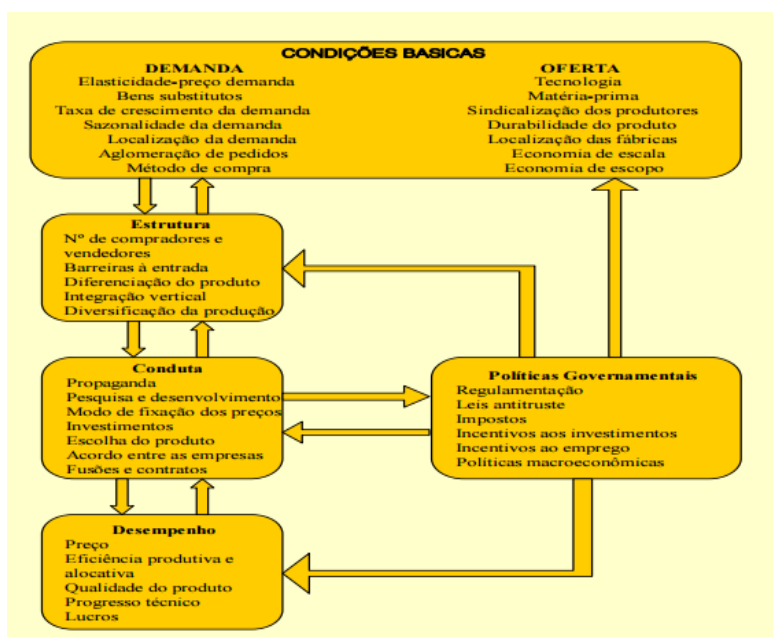 CONDIÇÕES BASICAS
DEMANDA
Elasticidade-preço demanda
Bens substitutos
Taxa de crescimento da demanda
Sazonalidade da demanda
Localização da demanda
Aglomeração de pedidos
Método de compra
OFERTA
Tecnologia
Matéria-prima
Sindicalização dos produtores
Durabilidade do produto
Localização das fábricas
Economia de escala
Economia de escopo
Estrutura
Nº de compradores e
vendedores
Barreiras à entrada
Diferenciação do produto
Integração vertical
Diversificação da produção
Conduta
Propaganda
Pesquisa e desenvolvimento
Modo de fixação dos preços
Investimentos
Escolha do produto
Acordo entre as empresas
Fusões e contratos
Políticas Governamentais
Regulamentação
Leis antitruste
Impostos
Incentivos aos investimentos
Incentivos ao emprego
Políticas macroeconômicas
Desempenho
Preço
Eficiência produtiva e
alocativa
Qualidade do produto
Progresso técnico
Lucros